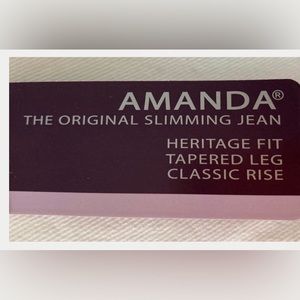 AMANDA®
THE ORIGINAL SLIMMING JEAN
HERITAGE FIT
TAPERED LEG
CLASSIC RISE